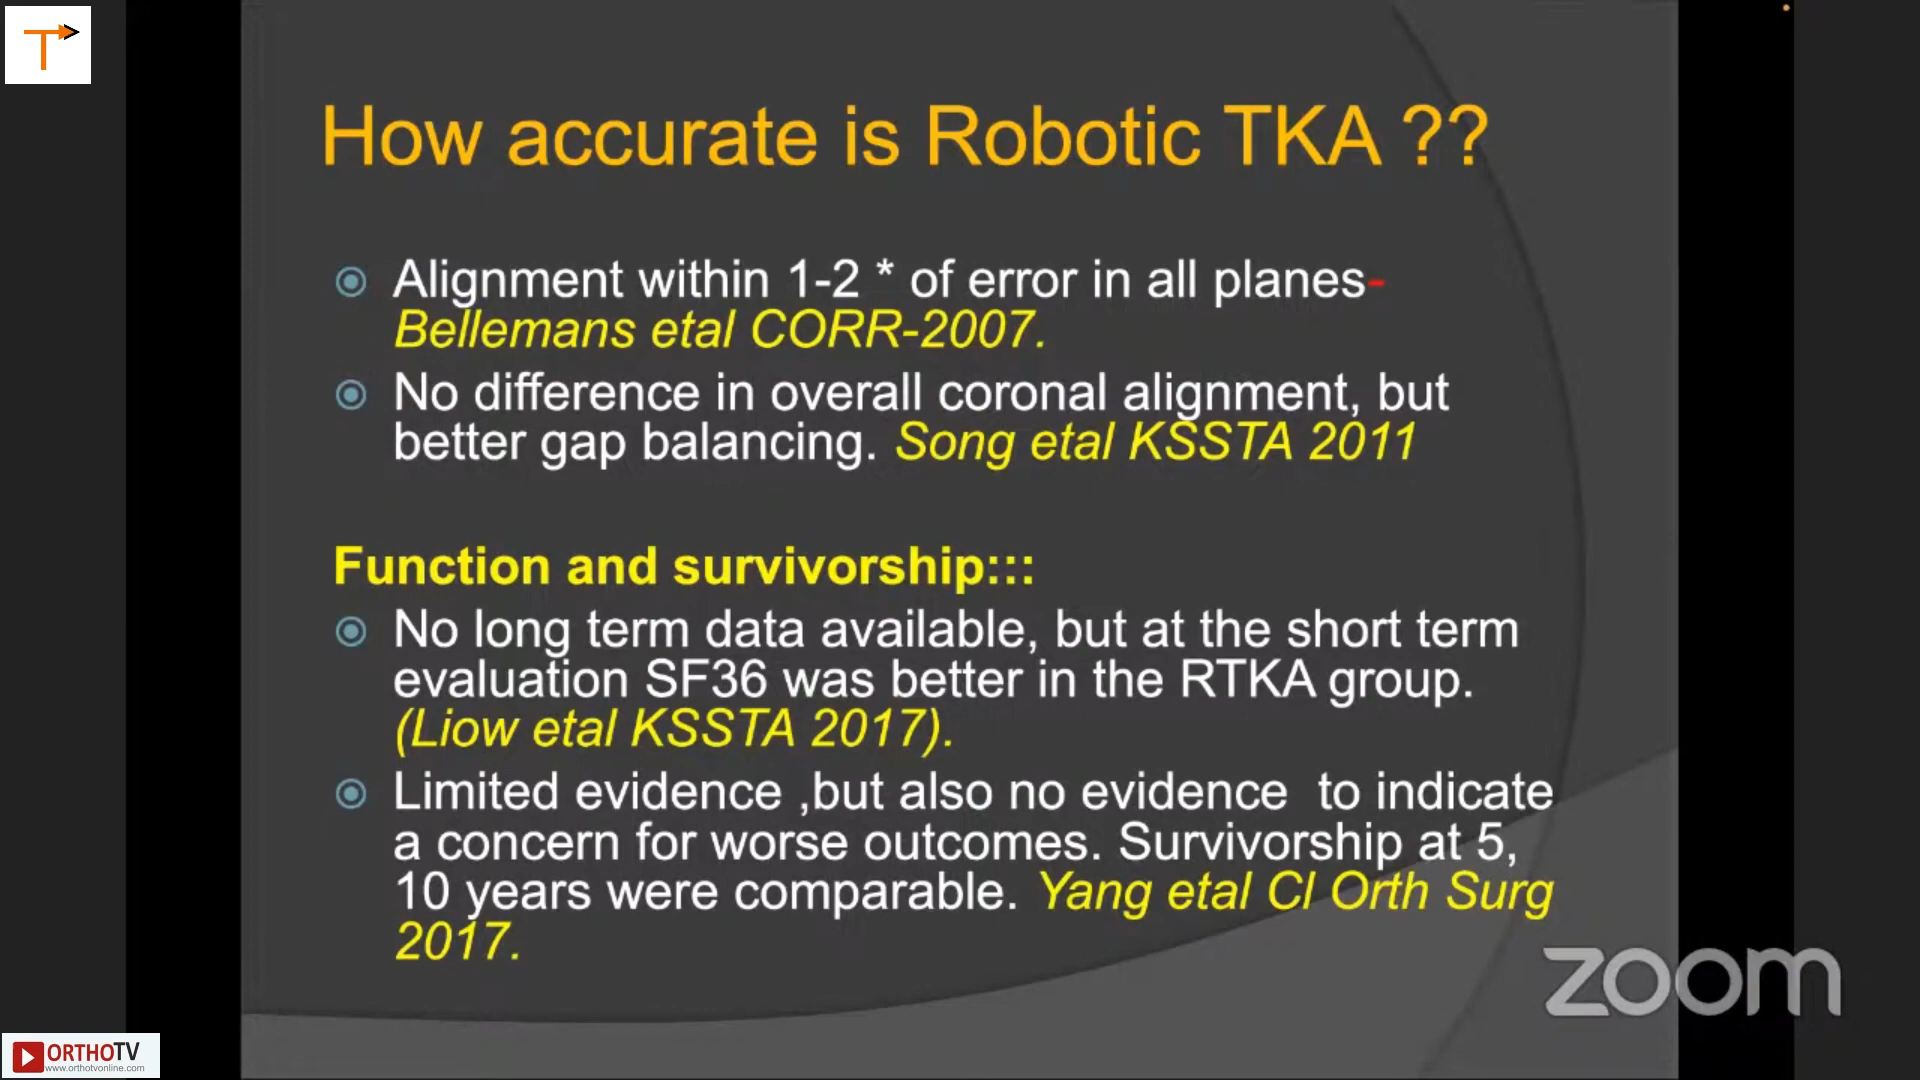 T
How accurate is Robotic TKA ??
Alignment within 1-2 * of error in all planes-
Bellemans etal CORR-2007.
No difference in overall coronal alignment, but
better gap balancing. Song etal KSSTA 2011
Function and survivorship:::
No long term data available, but at the short term
evaluation SF36 was better in the RTKA group.
(Liow etal KSSTA 2017).
Limited evidence ,but also no evidence  to indicate
a concern for worse outcomes. Survivorship at 5,
10 years were comparable. Yang etal Cl Orth Surg
2017.
zoom
ORTHOTV
www.orthotvonline.com